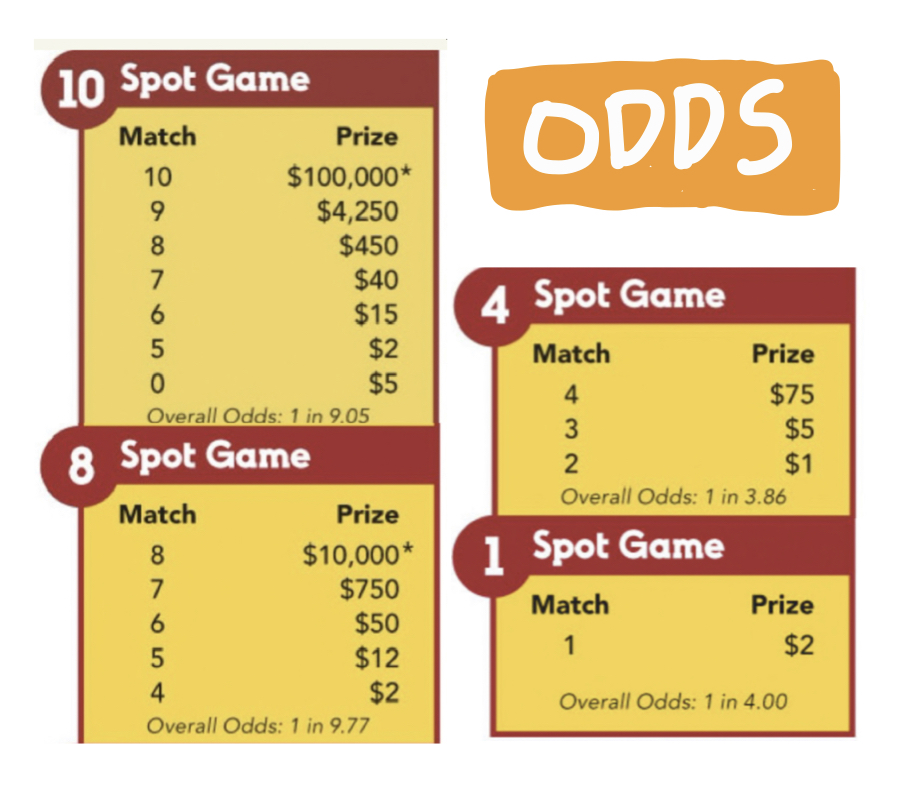 10 Spot Game
Match Prize
10 $100,000*
9 $4,250
8 $450
7 $40
6 $15
5 $2
0 $5
Overall Odds: 1 in 9.05
8 Spot Game
Match Prize
8 $10,000*
7 $750
6 $50
5 $12
4 $2
Overall Odds: 1 in 9.77
ODDS
4 Spot Game
Match Prize
4 $75
3 $5
2 $1
Overall Odds: 1 in 3.86
1 Spot Game
Match Prize
1 $2
Overall Odds: 1 in 4.00